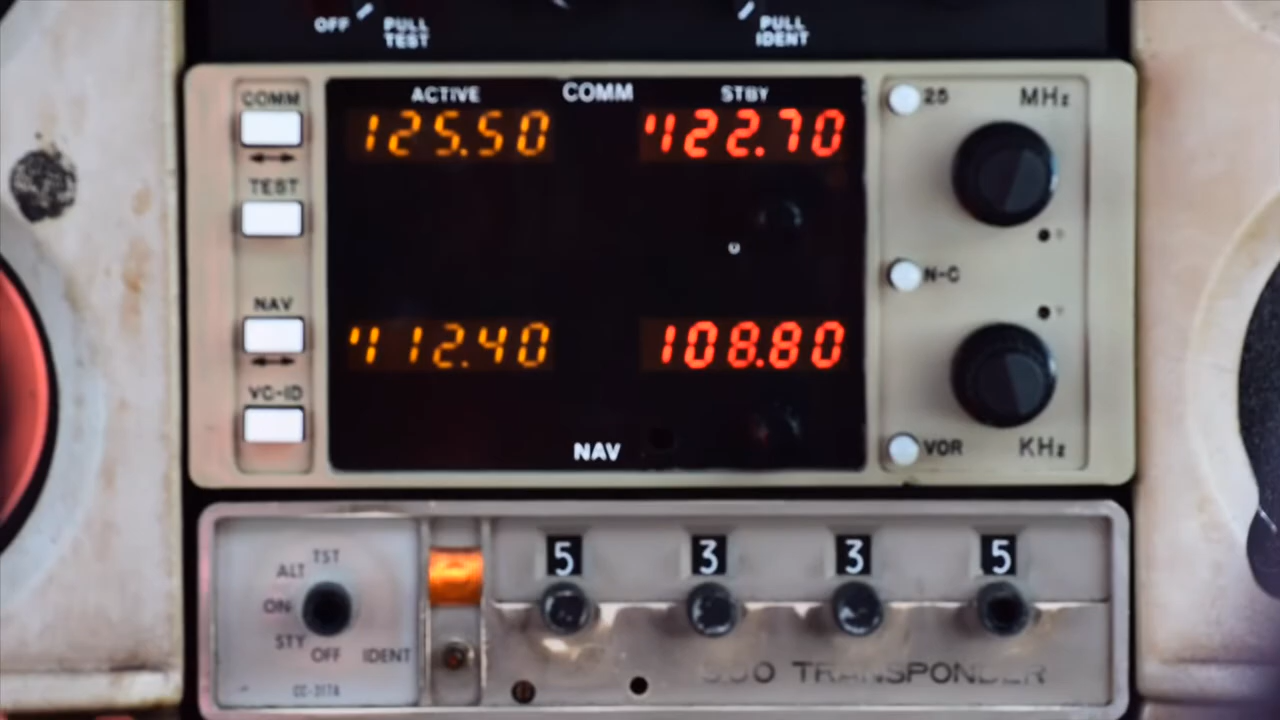 OFF PULL TEST
PULL IDENT
COMM
ACTIVE COMM STBY
25 MHz
125.50 122.70
TEST
N-C
NAV
112.40 108.80
VC-ID
NAV
VOR KHz
5 3 3 5
TST
ALT
ON
STY
OFF IDENT
TRANSPONDER